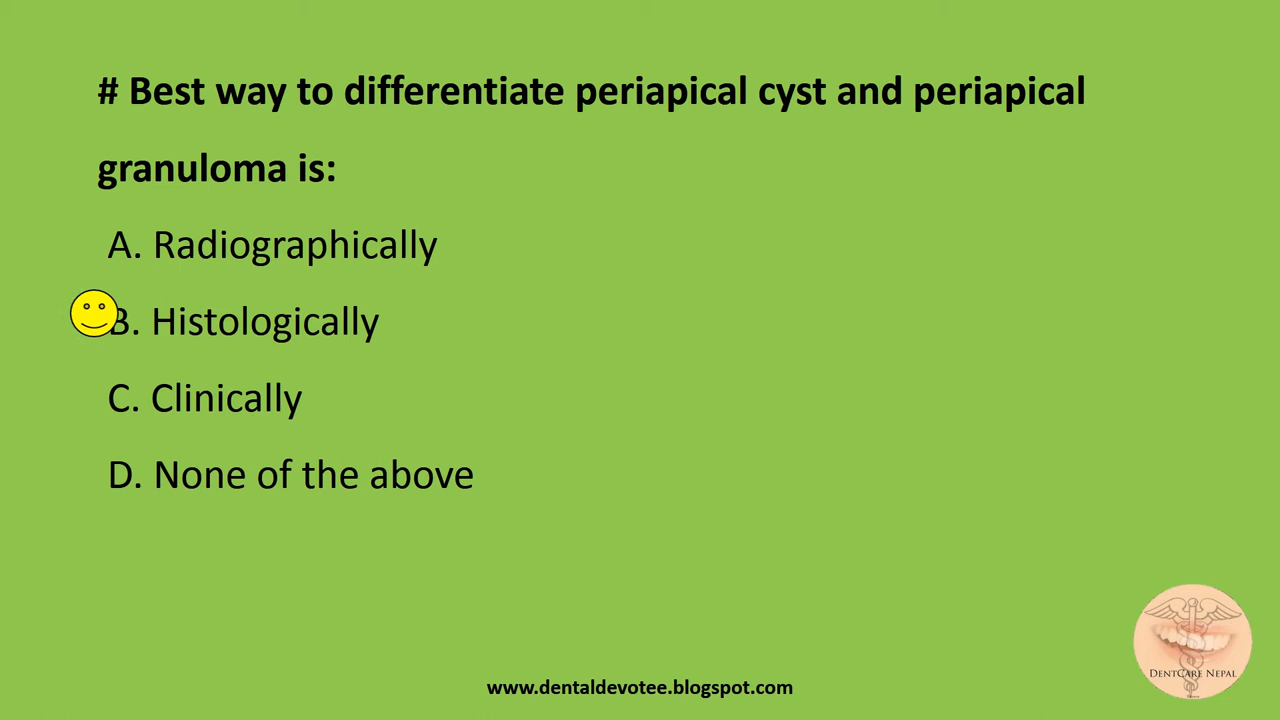 # Best way to differentiate periapical cyst and periapical
granuloma is:
A. Radiographically
B. Histologically
C. Clinically
D. None of the above
DENTCARE NEPAL
www.dentaldevotee.blogspot.com